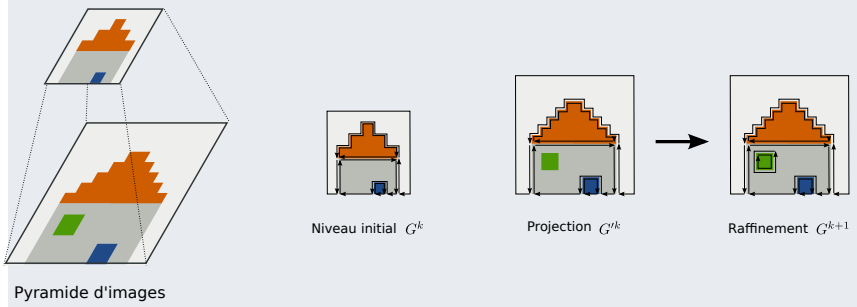 Niveau initial G^k
Projection G'^k
Raffinement G^{k+1}
Pyramide d'images